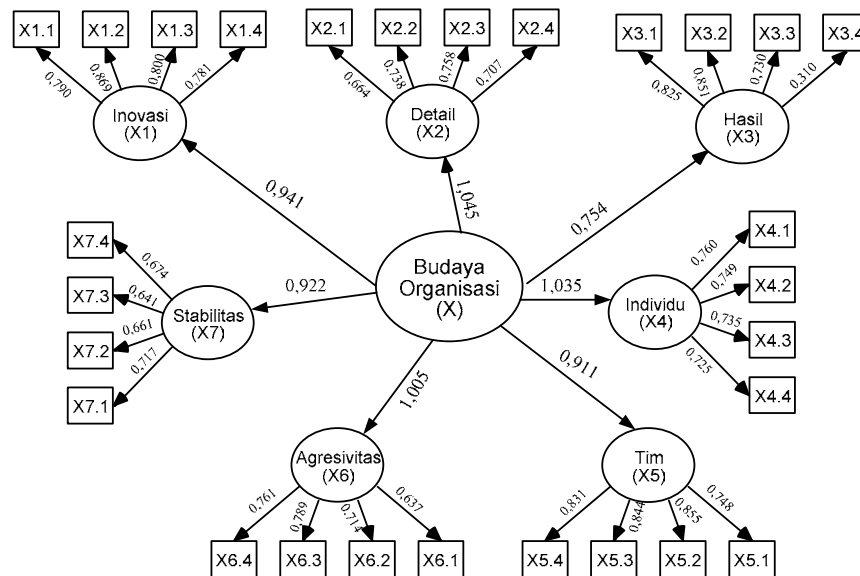 X1.1 X1.2 X1.3 X1.4
0.790 0.869 0.800 0.781
Inovasi
(X1)
X2.1 X2.2 X2.3 X2.4
0.664 0.738 0.758 0.707
Detail
(X2)
X3.1 X3.2 X3.3 X3.4
0.825 0.851 0.730 0.310
Hasil
(X3)
0,941
1,045
0,754
Budaya
Organisasi
(X)
X7.4
X7.3
X7.2
X7.1
0.674
0.641
0.661
0.717
Stabilitas
(X7)
0,922
1,035
Individu
(X4)
0.760
0.749
0,735
0.725
X4.1
X4.2
X4.3
X4.4
1,005
0,911
Agresivitas
(X6)
0,761 0,789 0,714 0,637
X6.4 X6.3 X6.2 X6.1
Tim
(X5)
0,831 0,844 0,855 0,748
X5.4 X5.3 X5.2 X5.1